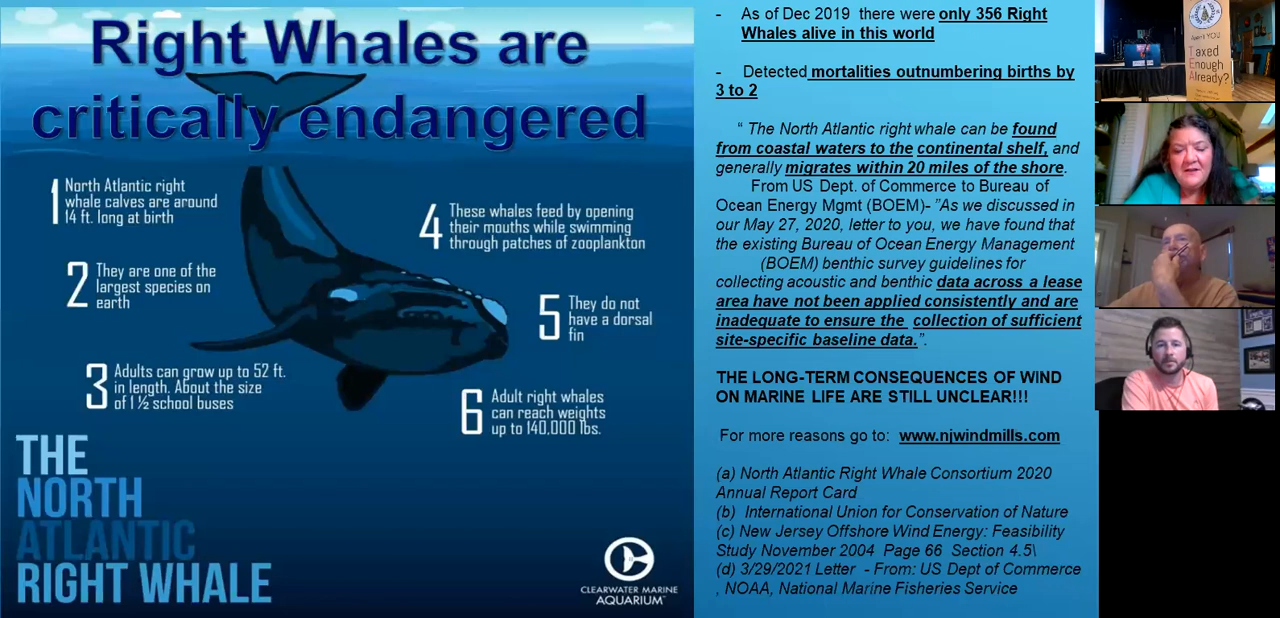 Right Whales are
critically endangered
1 North Atlantic right
whale calves are around
14 ft. long at birth
2 They are one of the
largest species on
earth
3 Adults can grow up to 52 ft.
in length. About the size
of 1 ½ school buses
4 These whales feed by opening
their mouths while swimming
through patches of zooplankton
5 They do not
have a dorsal
fin
6 Adult right whales
can reach weights
up to 140,000 lbs.
THE
NORTH
ATLANTIC
RIGHT WHALE
CLEARWATER MARINE
AQUARIUM
- As of Dec 2019 there were only 356 Right
Whales alive in this world
- Detected mortalities outnumbering births by
3 to 2
“ The North Atlantic right whale can be found
from coastal waters to the continental shelf, and
generally migrates within 20 miles of the shore.
From US Dept. of Commerce to Bureau of
Ocean Energy Mgmt (BOEM)- ”As we discussed in
our May 27, 2020, letter to you, we have found that
the existing Bureau of Ocean Energy Management
(BOEM) benthic survey guidelines for
collecting acoustic and benthic data across a lease
area have not been applied consistently and are
inadequate to ensure the collection of sufficient
site-specific baseline data.”.
THE LONG-TERM CONSEQUENCES OF WIND
ON MARINE LIFE ARE STILL UNCLEAR!!!
For more reasons go to: www.njwindmills.com
(a) North Atlantic Right Whale Consortium 2020
Annual Report Card
(b) International Union for Conservation of Nature
(c) New Jersey Offshore Wind Energy: Feasibility
Study November 2004 Page 66 Section 4.5\
(d) 3/29/2021 Letter - From: US Dept of Commerce
, NOAA, National Marine Fisheries Service
YOU
Taxed
Enough
Already?